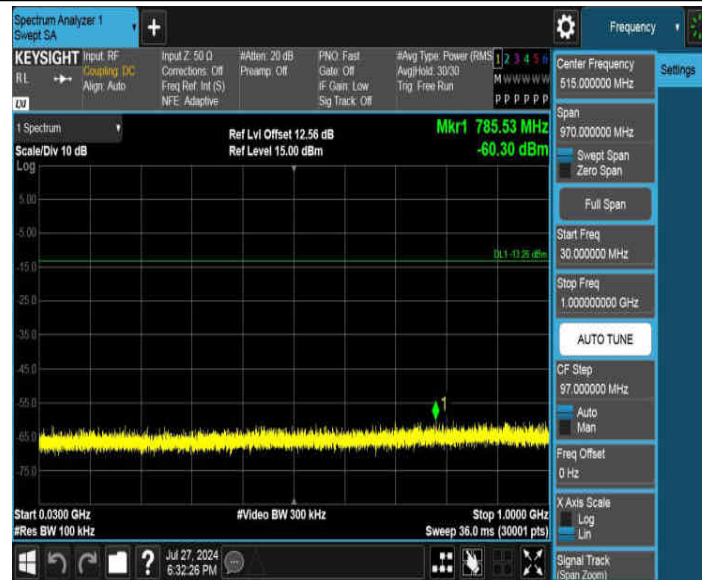 Spectrum Analyzer 1
Swept SA
+
Frequency
KEYSIGHT
RL
LXI
Input: RF
Coupling: DC
Align: Auto
Input Z: 50 Ω
Corrections: Off
Freq Ref: Int (S)
NFE: Adaptive
#Atten: 20 dB
Preamp: Off
PNO: Fast
Gate: Off
IF Gain: Low
Sig Track: Off
#Avg Type: Power (RMS
Avg|Hold: 30/30
Trig: Free Run
1 2 3 4 5 6
M W W W W W
P P P P P P
1 Spectrum
Scale/Div 10 dB
Log
Ref Lvl Offset 12.56 dB
Ref Level 15.00 dBm
Mkr1 785.53 MHz
-60.30 dBm
5.00
-5.00
-15.0
-25.0
-35.0
-45.0
-55.0
-65.0
-75.0
DL1 -13.26 dBm
1
Start 0.0300 GHz
#Res BW 100 kHz
#Video BW 300 kHz
Stop 1.0000 GHz
Sweep 36.0 ms (30001 pts)
Jul 27, 2024
6:32:26 PM
Settings
Center Frequency
515.000000 MHz
Span
970.000000 MHz
Swept Span
Zero Span
Full Span
Start Freq
30.000000 MHz
Stop Freq
1.000000000 GHz
AUTO TUNE
CF Step
97.000000 MHz
Auto
Man
Freq Offset
0 Hz
X Axis Scale
Log
Lin
Signal Track
(Span Zoom)